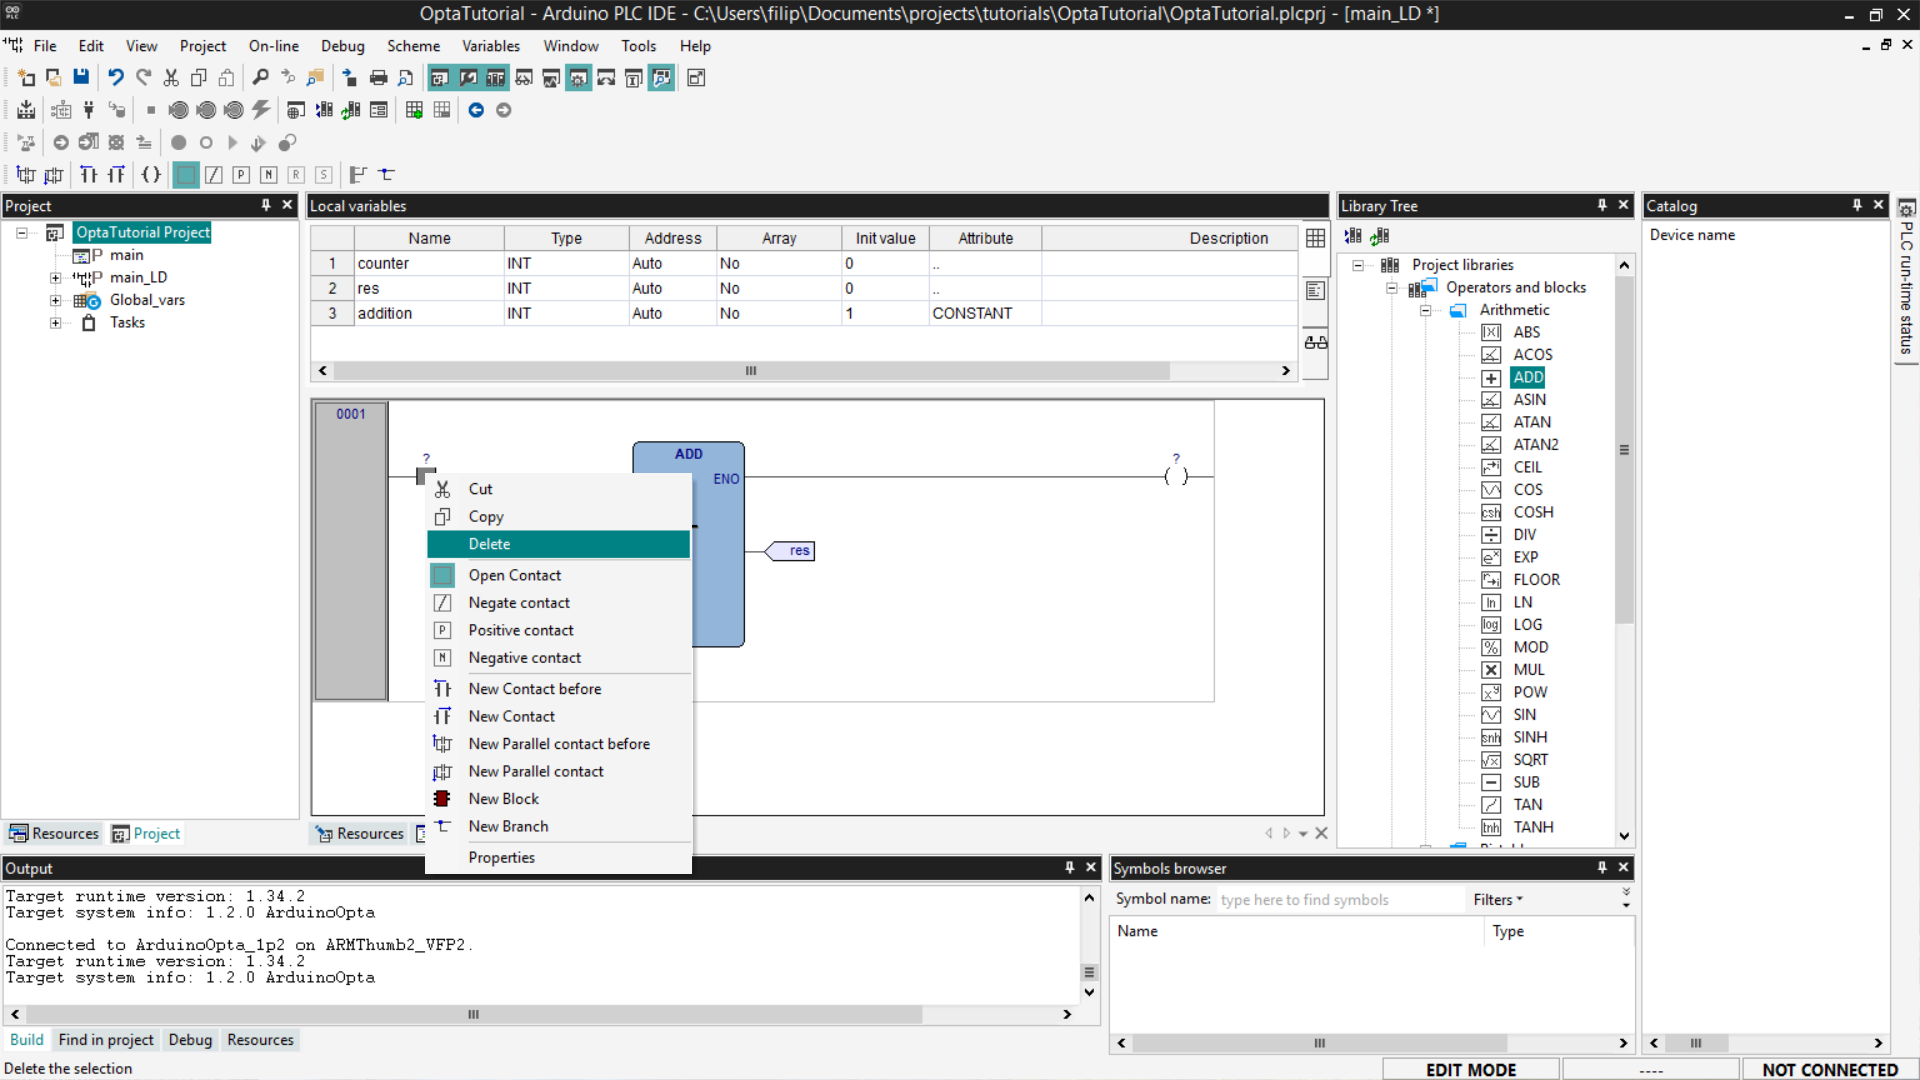 OptaTutorial - Arduino PLC IDE - C:\Users\filip\Documents\projects\tutorials\OptaTutorial\OptaTutorial.plcprj - [main_LD *]
File Edit View Project On-line Debug Scheme Variables Window Tools Help
Project
OptaTutorial Project
main
main_LD
Global_vars
Tasks
Resources Project
Local variables
Name Type Address Array Init value Attribute Description
1 counter INT Auto No 0 ..
2 res INT Auto No 0 ..
3 addition INT Auto No 1 CONSTANT
0001
?
ADD
ENO
res
?
Cut
Copy
Delete
Open Contact
Negate contact
Positive contact
Negative contact
New Contact before
New Contact
New Parallel contact before
New Parallel contact
New Block
New Branch
Properties
Resources
Library Tree
Project libraries
Operators and blocks
Arithmetic
ABS
ACOS
ADD
ASIN
ATAN
ATAN2
CEIL
COS
COSH
DIV
EXP
FLOOR
LN
LOG
MOD
MUL
POW
SIN
SINH
SQRT
SUB
TAN
TANH
Catalog
Device name
PLC run-time status
Output
Target runtime version: 1.34.2
Target system info: 1.2.0 ArduinoOpta
Connected to ArduinoOpta_1p2 on ARMThumb2_VFP2.
Target runtime version: 1.34.2
Target system info: 1.2.0 ArduinoOpta
Build Find in project Debug Resources
Symbols browser
Symbol name: type here to find symbols Filters
Name Type
Delete the selection
EDIT MODE ---- NOT CONNECTED